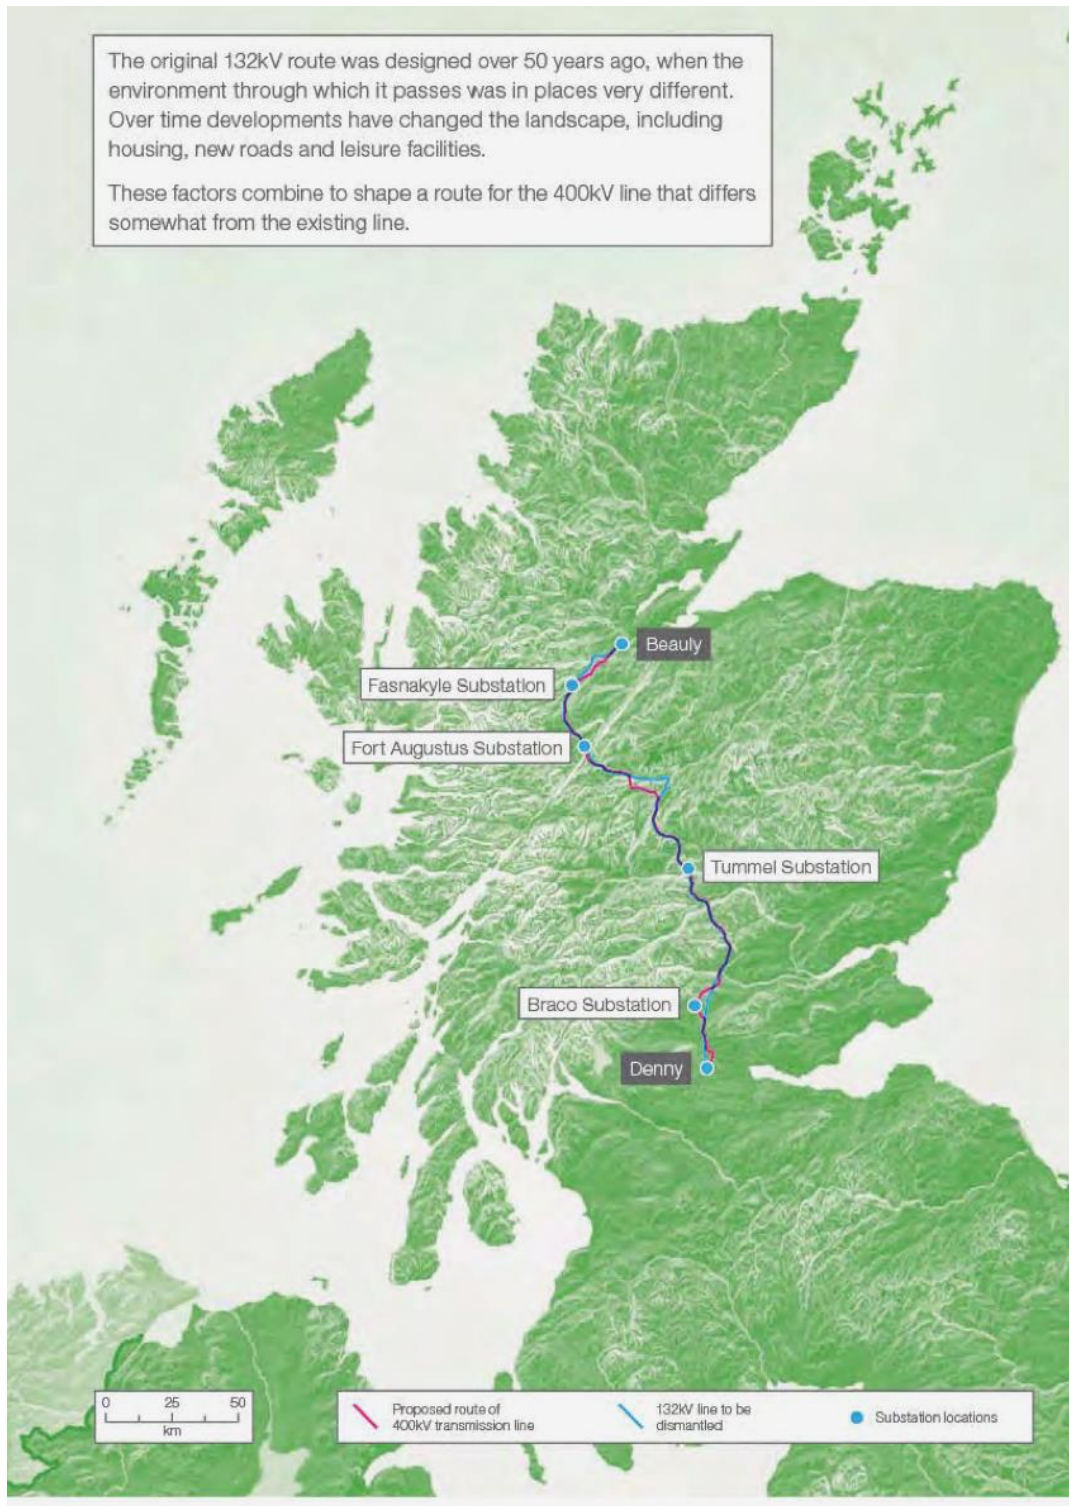 The original 132kV route was designed over 50 years ago, when the
environment through which it passes was in places very different.
Over time developments have changed the landscape, including
housing, new roads and leisure facilities.
These factors combine to shape a route for the 400kV line that differs
somewhat from the existing line.
Beauly
Fasnakyle Substation
Fort Augustus Substation
Tummel Substation
Braco Substation
Denny
0 25 50
km
Proposed route of
400kV transmission line
132kV line to be
dismantled
Substation locations